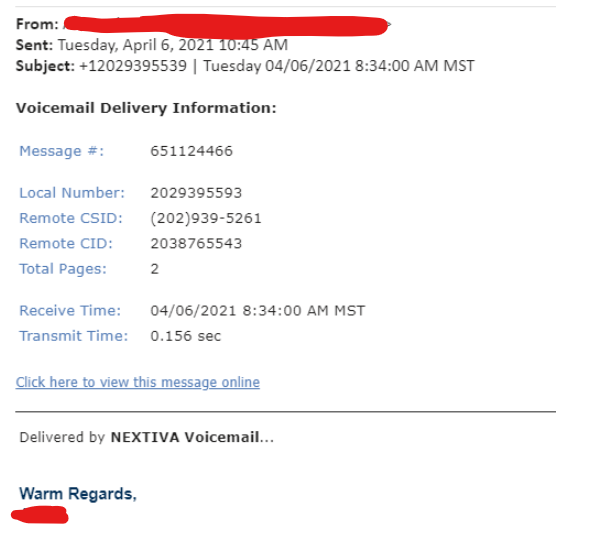 From:
Sent: Tuesday, April 6, 2021 10:45 AM
Subject: +12029395539 | Tuesday 04/06/2021 8:34:00 AM MST
Voicemail Delivery Information:
Message #: 651124466
Local Number: 2029395593
Remote CSID: (202)939-5261
Remote CID: 2038765543
Total Pages: 2
Receive Time: 04/06/2021 8:34:00 AM MST
Transmit Time: 0.156 sec
Click here to view this message online
Delivered by NEXTIVA Voicemail...
Warm Regards,